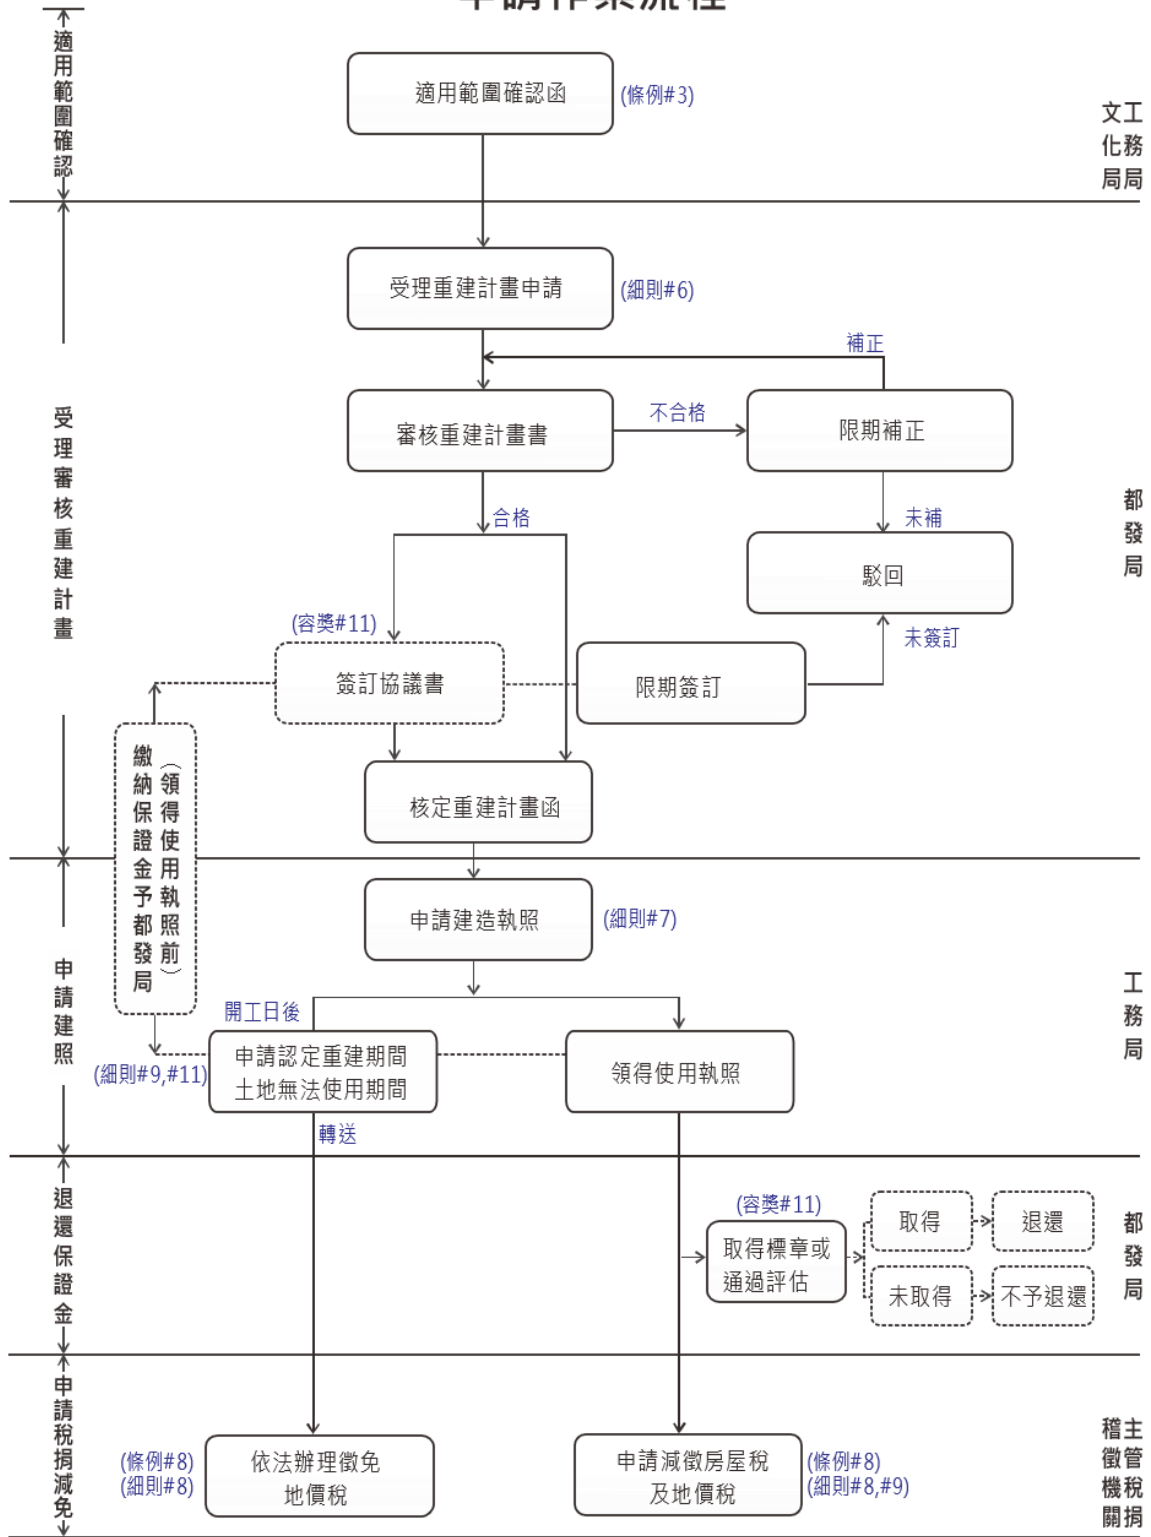 申請作業流程
適用範圍確認
適用範圍確認函
(條例#3)
工務局
文化局
受理審核重建計畫
受理重建計畫申請
(細則#6)
補正
審核重建計畫書
不合格
限期補正
都發局
合格
未補
駁回
(容獎#11)
未簽訂
簽訂協議書
限期簽訂
繳納保證金予都發局
(領得使用執照前)
核定重建計畫函
申請建照
申請建造執照
(細則#7)
工務局
開工日後
(細則#9,#11)
申請認定重建期間
土地無法使用期間
領得使用執照
轉送
退還保證金
(容獎#11)
取得標章或
通過評估
取得
退還
未取得
不予退還
都發局
申請稅捐減免
(條例#8)
(細則#8)
依法辦理徵免
地價稅
申請減徵房屋稅
及地價稅
(條例#8)
(細則#8,#9)
主管稅捐
稽徵機關